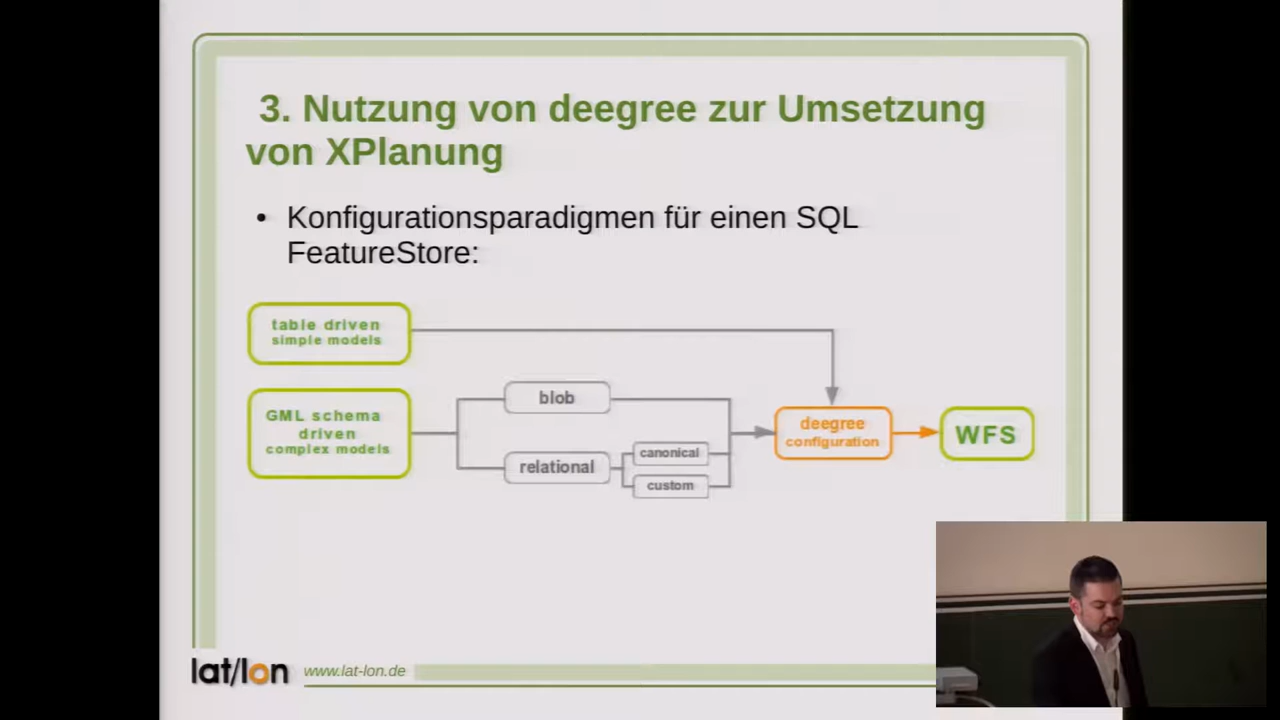 3. Nutzung von deegree zur Umsetzung
von XPlanung
• Konfigurationsparadigmen für einen SQL
FeatureStore:
table driven
simple models
GML schema
driven
complex models
blob
relational
canonical
custom
deegree
configuration
WFS
lat/lon
www.lat-lon.de